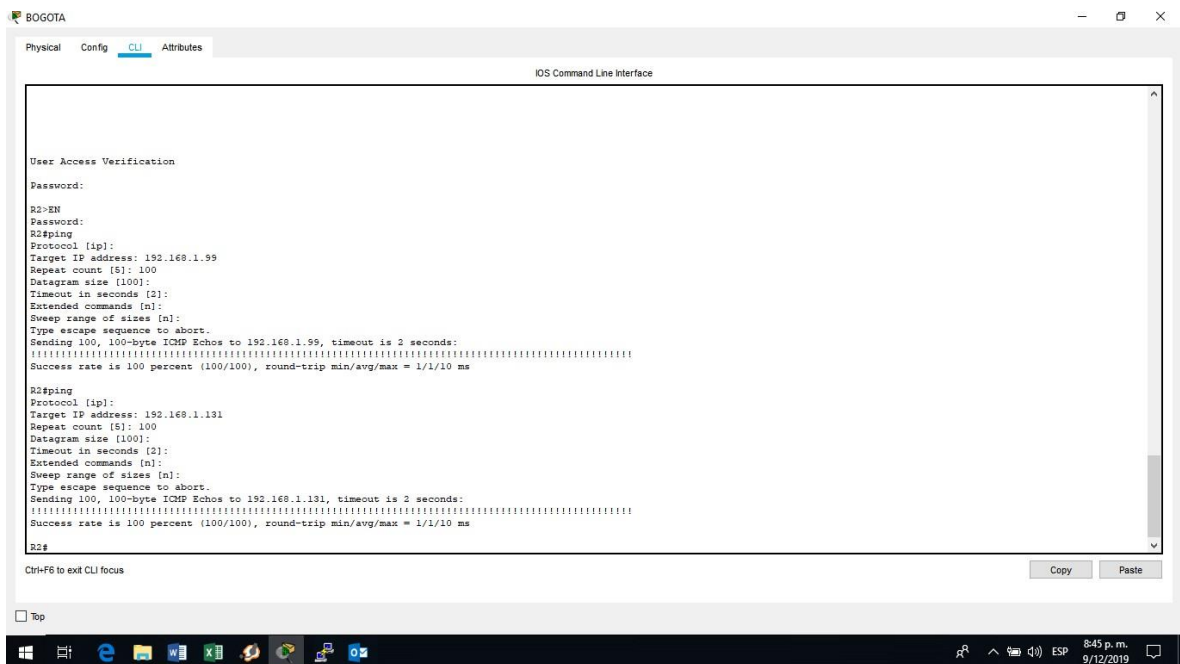 BOGOTA
Physical Config CLI Attributes
IOS Command Line Interface
User Access Verification
Password:
R2>EN
Password:
R2#ping
Protocol [ip]:
Target IP address: 192.168.1.99
Repeat count [5]: 100
Datagram size [100]:
Timeout in seconds [2]:
Extended commands [n]:
Sweep range of sizes [n]:
Type escape sequence to abort.
Sending 100, 100-byte ICMP Echos to 192.168.1.99, timeout is 2 seconds:
!!!!!!!!!!!!!!!!!!!!!!!!!!!!!!!!!!!!!!!!!!!!!!!!!!!!!!!!!!!!!!!!!!!!!!!!!!!!!!!!!!!!!!!!!!!!!!!!!!!!
Success rate is 100 percent (100/100), round-trip min/avg/max = 1/1/10 ms
R2#ping
Protocol [ip]:
Target IP address: 192.168.1.131
Repeat count [5]: 100
Datagram size [100]:
Timeout in seconds [2]:
Extended commands [n]:
Sweep range of sizes [n]:
Type escape sequence to abort.
Sending 100, 100-byte ICMP Echos to 192.168.1.131, timeout is 2 seconds:
!!!!!!!!!!!!!!!!!!!!!!!!!!!!!!!!!!!!!!!!!!!!!!!!!!!!!!!!!!!!!!!!!!!!!!!!!!!!!!!!!!!!!!!!!!!!!!!!!!!!
Success rate is 100 percent (100/100), round-trip min/avg/max = 1/1/10 ms
R2#
Ctrl+F6 to exit CLI focus
Copy Paste
Top
ESP
8:45 p. m.
9/12/2019